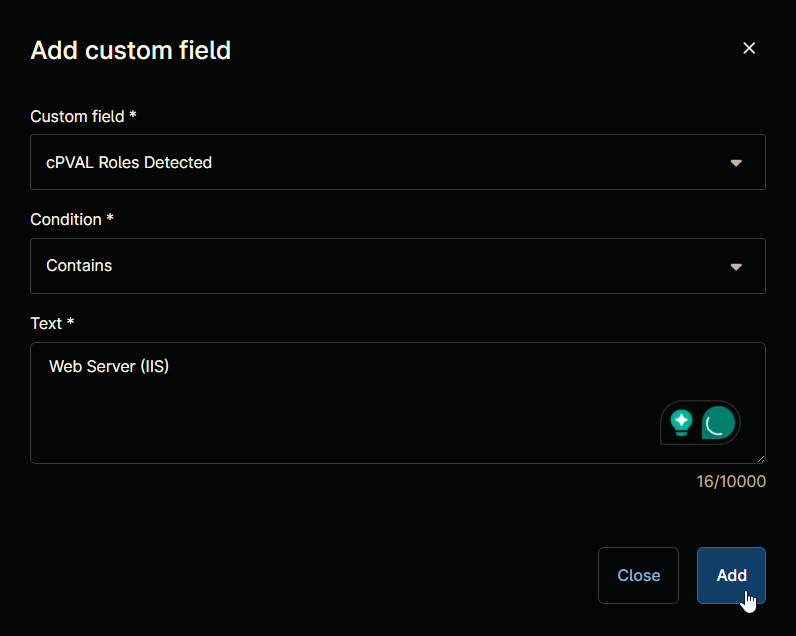 Add custom field
Custom field *
cPVAL Roles Detected
Condition *
Contains
Text *
Web Server (IIS)
16/10000
Close
Add